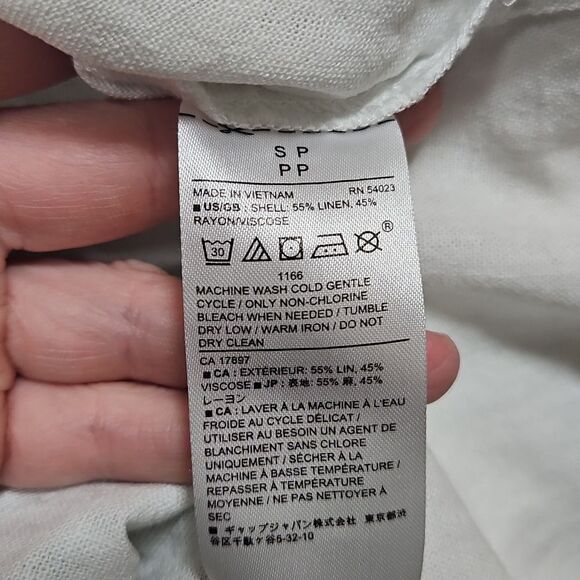 S P
P P
MADE IN VIETNAM RN 54023
■ US/GB : SHELL: 55% LINEN, 45%
RAYON/VISCOSE
30 ®
1166
MACHINE WASH COLD GENTLE
CYCLE / ONLY NON-CHLORINE
BLEACH WHEN NEEDED / TUMBLE
DRY LOW / WARM IRON / DO NOT
DRY CLEAN
CA 17897
■ CA : EXTÉRIEUR: 55% LIN, 45%
VISCOSE ■ JP : 表地: 55% 麻, 45%
レーヨン
■ CA : LAVER À LA MACHINE À L'EAU
FROIDE AU CYCLE DÉLICAT /
UTILISER AU BESOIN UN AGENT DE
BLANCHIMENT SANS CHLORE
UNIQUEMENT / SÉCHER À LA
MACHINE À BASSE TEMPÉRATURE /
REPASSER À TEMPÉRATURE
MOYENNE / NE PAS NETTOYER À
SEC
■ ギャップジャパン株式会社 東京都渋
谷区千駄ヶ谷5-32-10